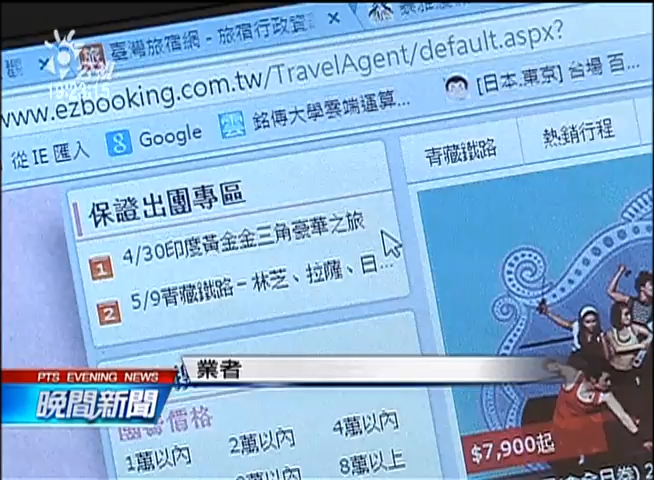 臺灣旅宿網 - 旅宿行政資
19:29:15
www.ezbooking.com.tw/TravelAgent/default.aspx?
從 IE 匯入
Google
銘傳大學雲端運算...
[日本.東京] 台場 百...
保證出團專區
青藏鐵路
熱銷行程
1 4/30印度黃金金三角豪華之旅
2 5/9青藏鐵路－林芝、拉薩、日...
業者
PTS EVENING NEWS
晚間新聞
價格
$7,900起
1萬以內
2萬以內
4萬以內
8萬以上